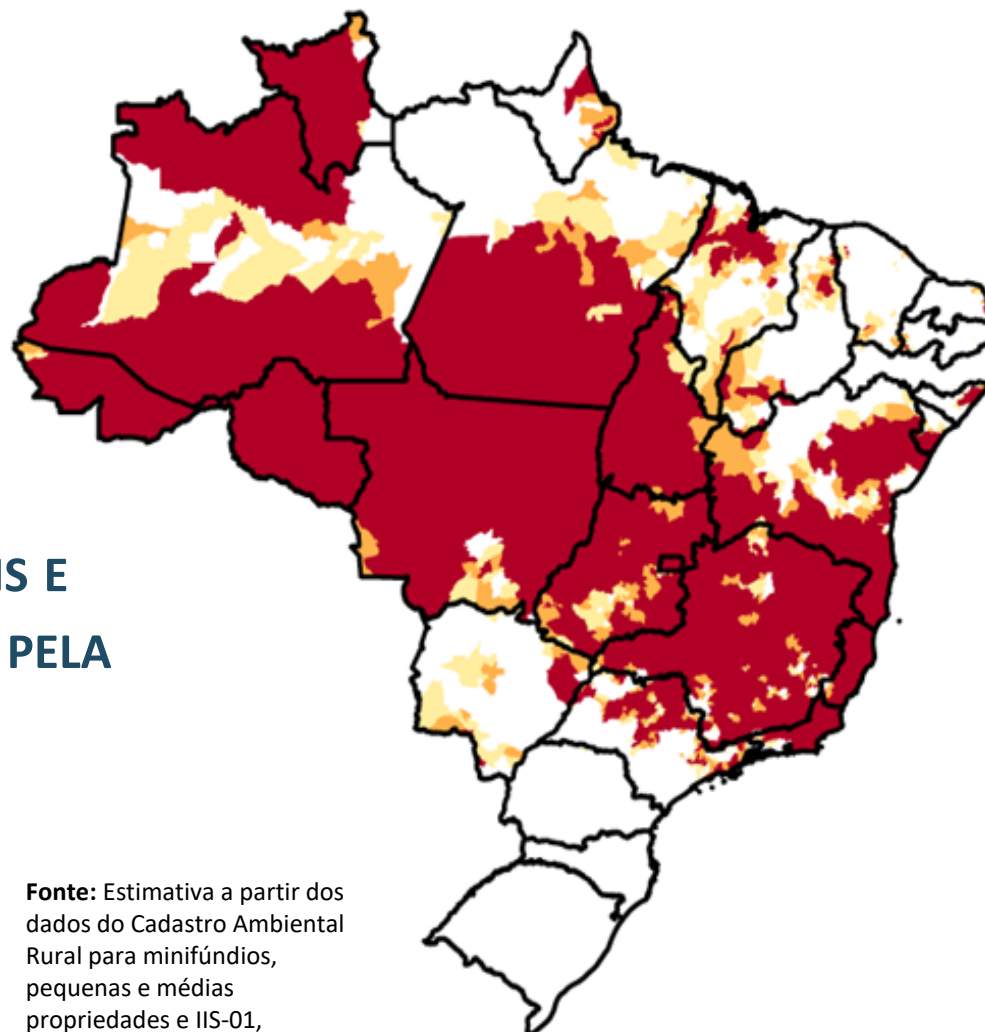 IS E
PELA
Fonte: Estimativa a partir dos
dados do Cadastro Ambiental
Rural para minifúndios,
pequenas e médias
propriedades e IIS-01,